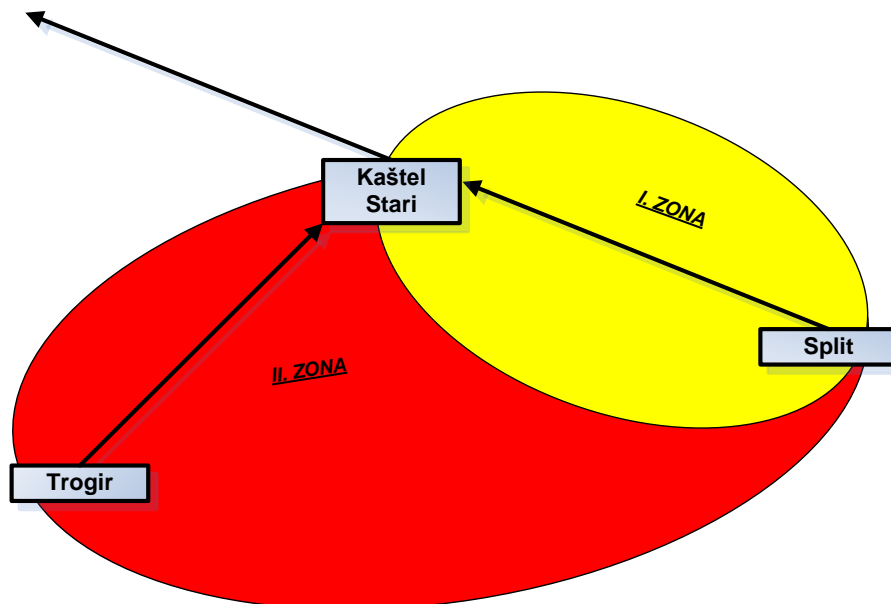 Kaštel
Stari
I. ZONA
Split
II. ZONA
Trogir